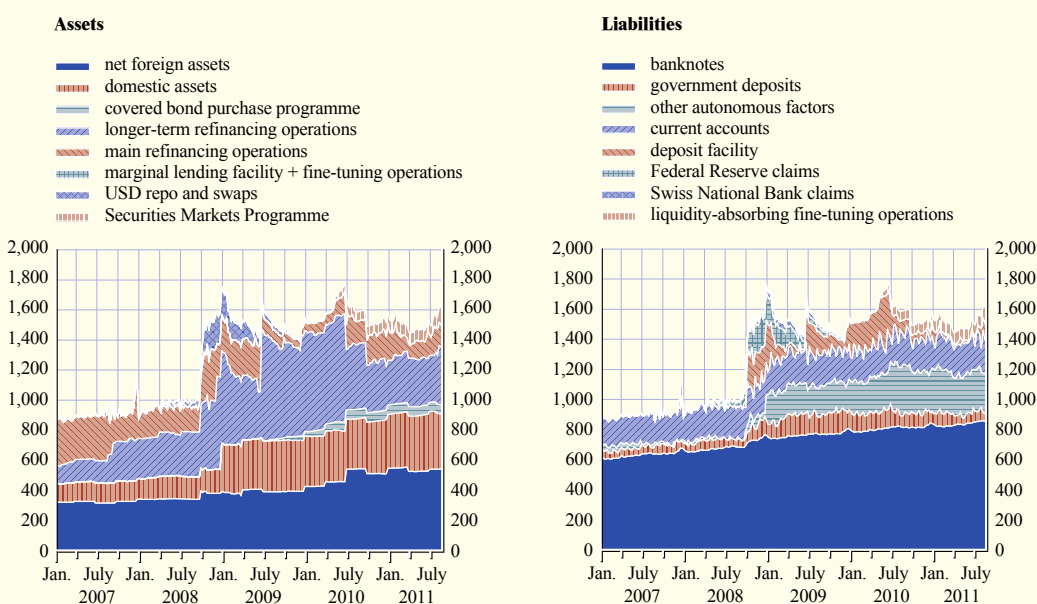 Assets
net foreign assets
domestic assets
covered bond purchase programme
longer-term refinancing operations
main refinancing operations
marginal lending facility + fine-tuning operations
USD repo and swaps
Securities Markets Programme
2,000 2,000
1,800 1,800
1,600 1,600
1,400 1,400
1,200 1,200
1,000 1,000
800 800
600 600
400 400
200 200
0 0
Jan. July Jan. July Jan. July Jan. July Jan. July
2007 2008 2009 2010 2011
Liabilities
banknotes
government deposits
other autonomous factors
current accounts
deposit facility
Federal Reserve claims
Swiss National Bank claims
liquidity-absorbing fine-tuning operations
2,000 2,000
1,800 1,800
1,600 1,600
1,400 1,400
1,200 1,200
1,000 1,000
800 800
600 600
400 400
200 200
0 0
Jan. July Jan. July Jan. July Jan. July Jan. July
2007 2008 2009 2010 2011